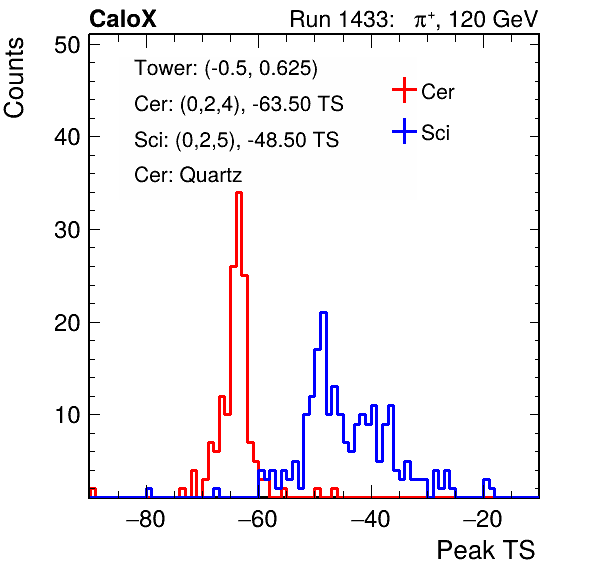 CaloX Run 1433: π⁺, 120 GeV
Counts
50
40
30
20
10
Tower: (-0.5, 0.625)
Cer: (0,2,4), -63.50 TS
Sci: (0,2,5), -48.50 TS
Cer: Quartz
Cer
Sci
−80 −60 −40 −20
Peak TS